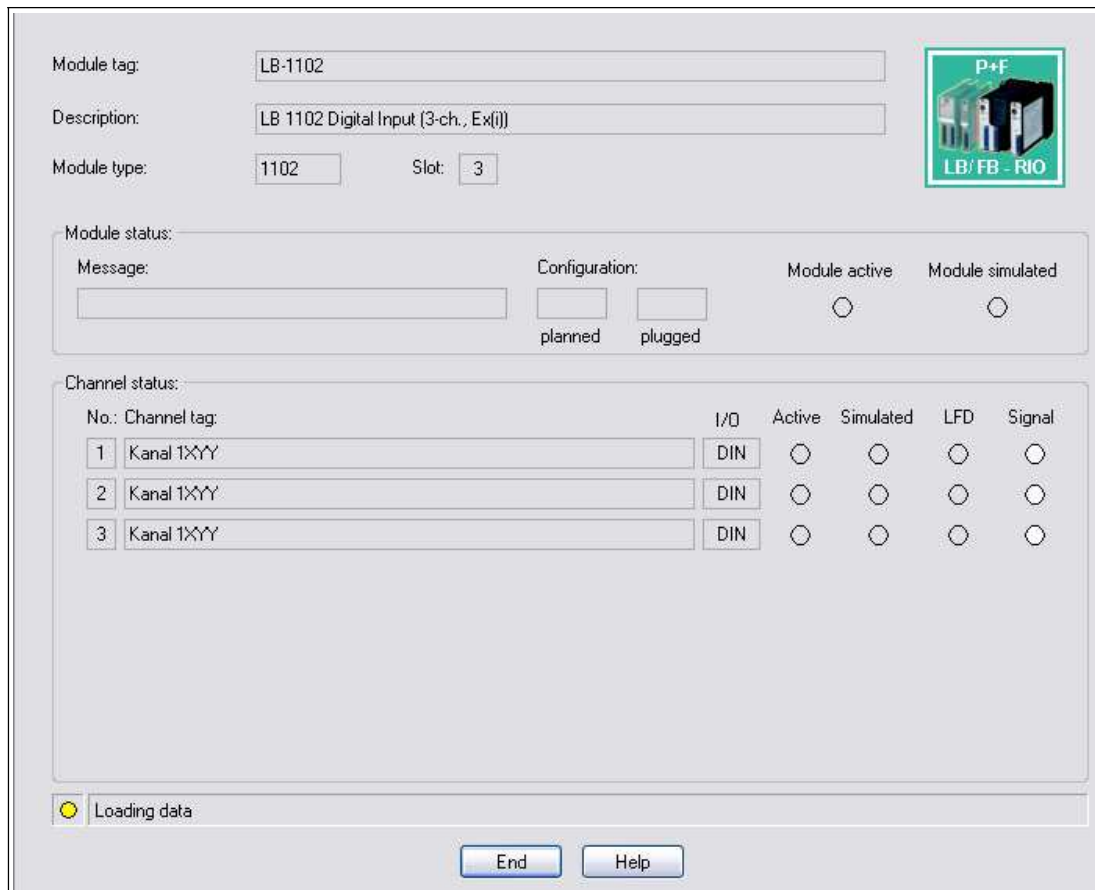 Module tag: LB-1102
P+F
Description: LB 1102 Digital Input (3-ch., Ex(i))
Module type: 1102 Slot: 3
LB/FB - RIO
Module status:
Message: Configuration: Module active Module simulated
planned plugged
Channel status:
No.: Channel tag: I/O Active Simulated LFD Signal
1 Kanal 1XYY DIN
2 Kanal 1XYY DIN
3 Kanal 1XYY DIN
Loading data
End Help